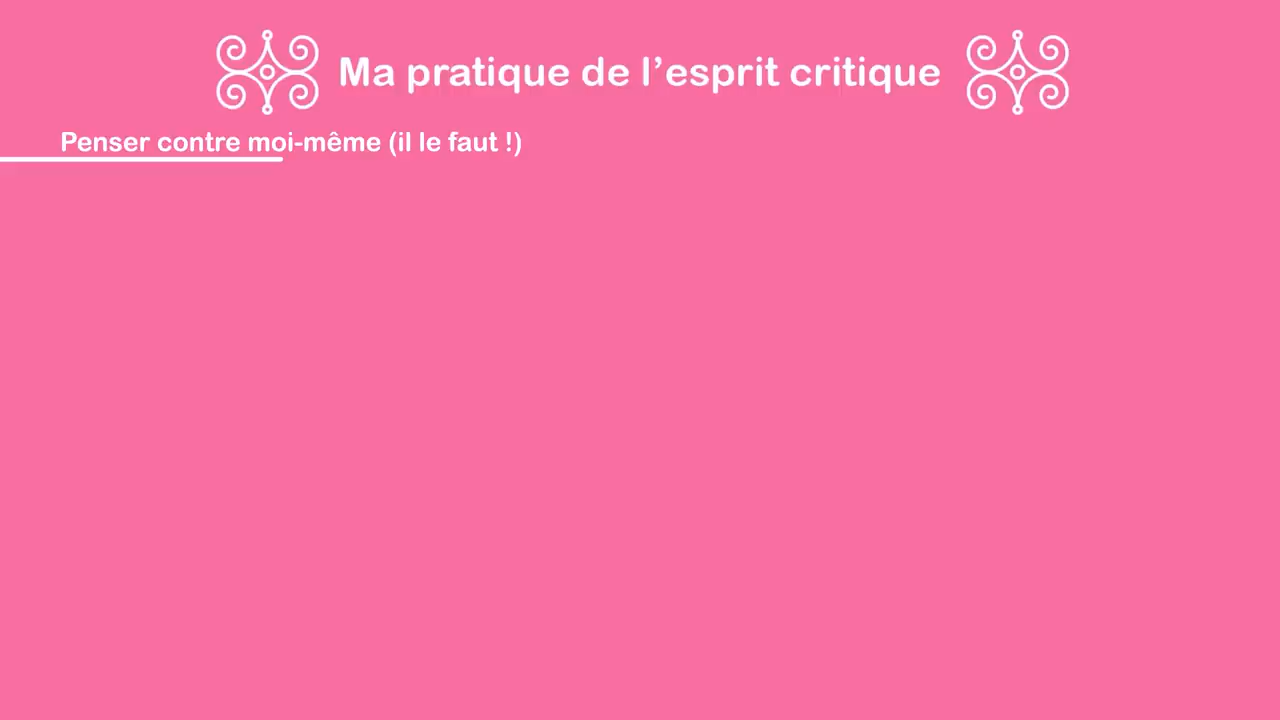 Ma pratique de l’esprit critique
Penser contre moi-même (il le faut !)